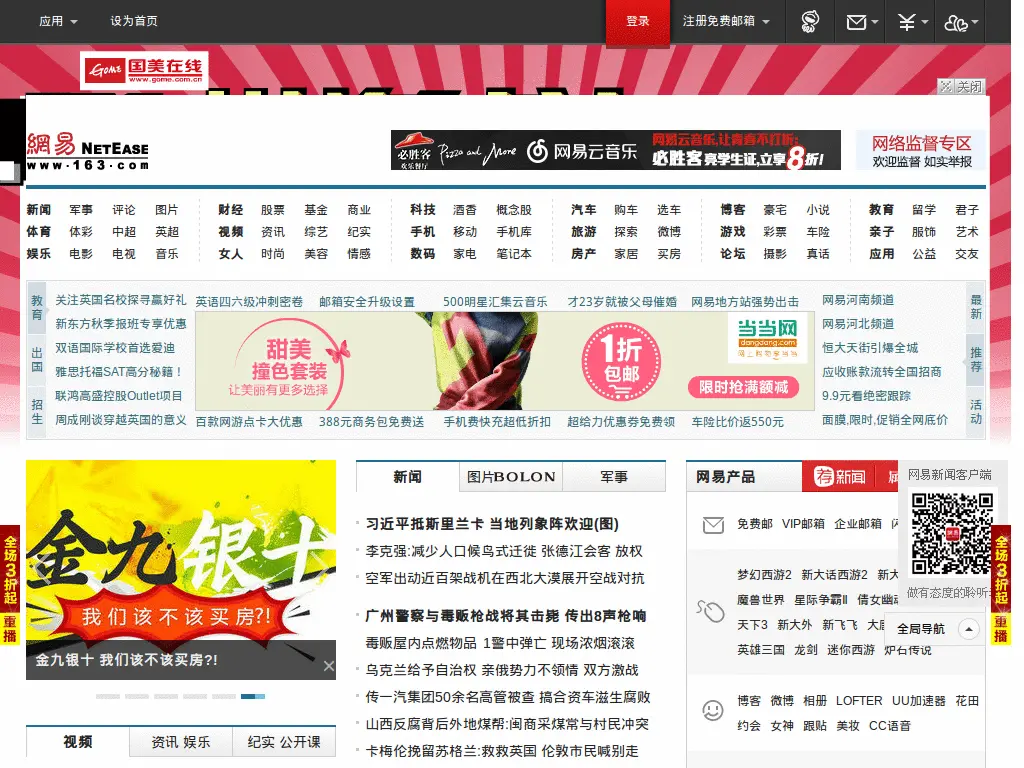 应用 设为首页 登录 注册免费邮箱
GOME 国美在线
www.gome.com.cn
关闭
網易 NETEASE
www.163.com
必胜客 欢乐餐厅 Pizza and More 网易云音乐 网易云音乐,让青春不打折: 必胜客亮学生证,立享8折!
网络监督专区
欢迎监督 如实举报
新闻 军事 评论 图片 财经 股票 基金 商业 科技 酒香 概念股 汽车 购车 选车 博客 豪宅 小说 教育 留学 君子
体育 体彩 中超 英超 视频 资讯 综艺 纪实 手机 移动 手机库 旅游 探索 微博 游戏 彩票 车险 亲子 服饰 艺术
娱乐 电影 电视 音乐 女人 时尚 美容 情感 数码 家电 笔记本 房产 家居 买房 论坛 摄影 真话 应用 公益 交友
教育
出国
招生
关注英国名校探寻赢好礼
新东方秋季报班专享优惠
双语国际学校首选爱迪
雅思托福SAT高分秘籍！
联鸿高盛控股Outlet项目
周成刚谈穿越英国的意义
英语四六级冲刺密卷 邮箱安全升级设置 500明星汇集云音乐 才23岁就被父母催婚 网易地方站强势出击
甜美
撞色套装
让美丽有更多选择
1折
包邮
当当网
dangdang.com
网上购物享当当
限时抢满额减
百款网游点卡大优惠 388元商务包免费送 手机费快充超低折扣 超给力优惠券免费领 车险比价返550元
网易河南频道
网易河北频道
恒大天街引爆全城
应收账款流转全国招商
9.9元看绝密跟踪
面膜,限时,促销全网底价
最新
推荐
活动
金九银十
我们该不该买房?!
金九银十 我们该不该买房?!
视频 资讯 娱乐 纪实 公开课
新闻 图片BOLON 军事
习近平抵斯里兰卡 当地列象阵欢迎(图)
李克强:减少人口候鸟式迁徙 张德江会客 放权
空军出动近百架战机在西北大漠展开空战对抗
广州警察与毒贩枪战将其击毙 传出8声枪响
毒贩屋内点燃物品 1警中弹亡 现场浓烟滚滚
乌克兰给予自治权 亲俄势力不领情 双方激战
传一汽集团50余名高管被查 搞合资车滋生腐败
山西反腐背后外地煤帮:闽商采煤常与村民冲突
卡梅伦挽留苏格兰:救救英国 伦敦市民喊别走
网易产品 荐新闻
免费邮 VIP邮箱 企业邮箱
梦幻西游2 新大话西游2 新大
魔兽世界 星际争霸II 倩女幽
天下3 新大外 新飞飞 大
英雄三国 龙剑 迷你西游 炉石传说
博客 微博 相册 LOFTER UU加速器 花田
约会 女神 跟贴 美妆 CC语音
网易新闻客户端
网易
做有态度的聆听
全局导航
全场3折起
重播
全场3折起
重播